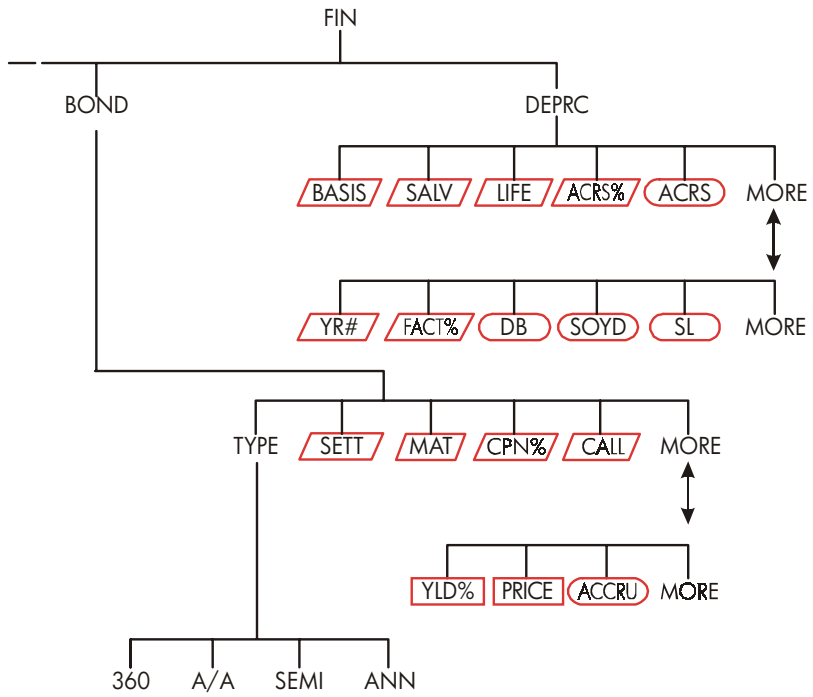 FIN
BOND DEPRC
BASIS SALV LIFE ACRS% ACRS MORE
YR# FACT% DB SOYD SL MORE
TYPE SETT MAT CPN% CALL MORE
YLD% PRICE ACCRU MORE
360 A/A SEMI ANN